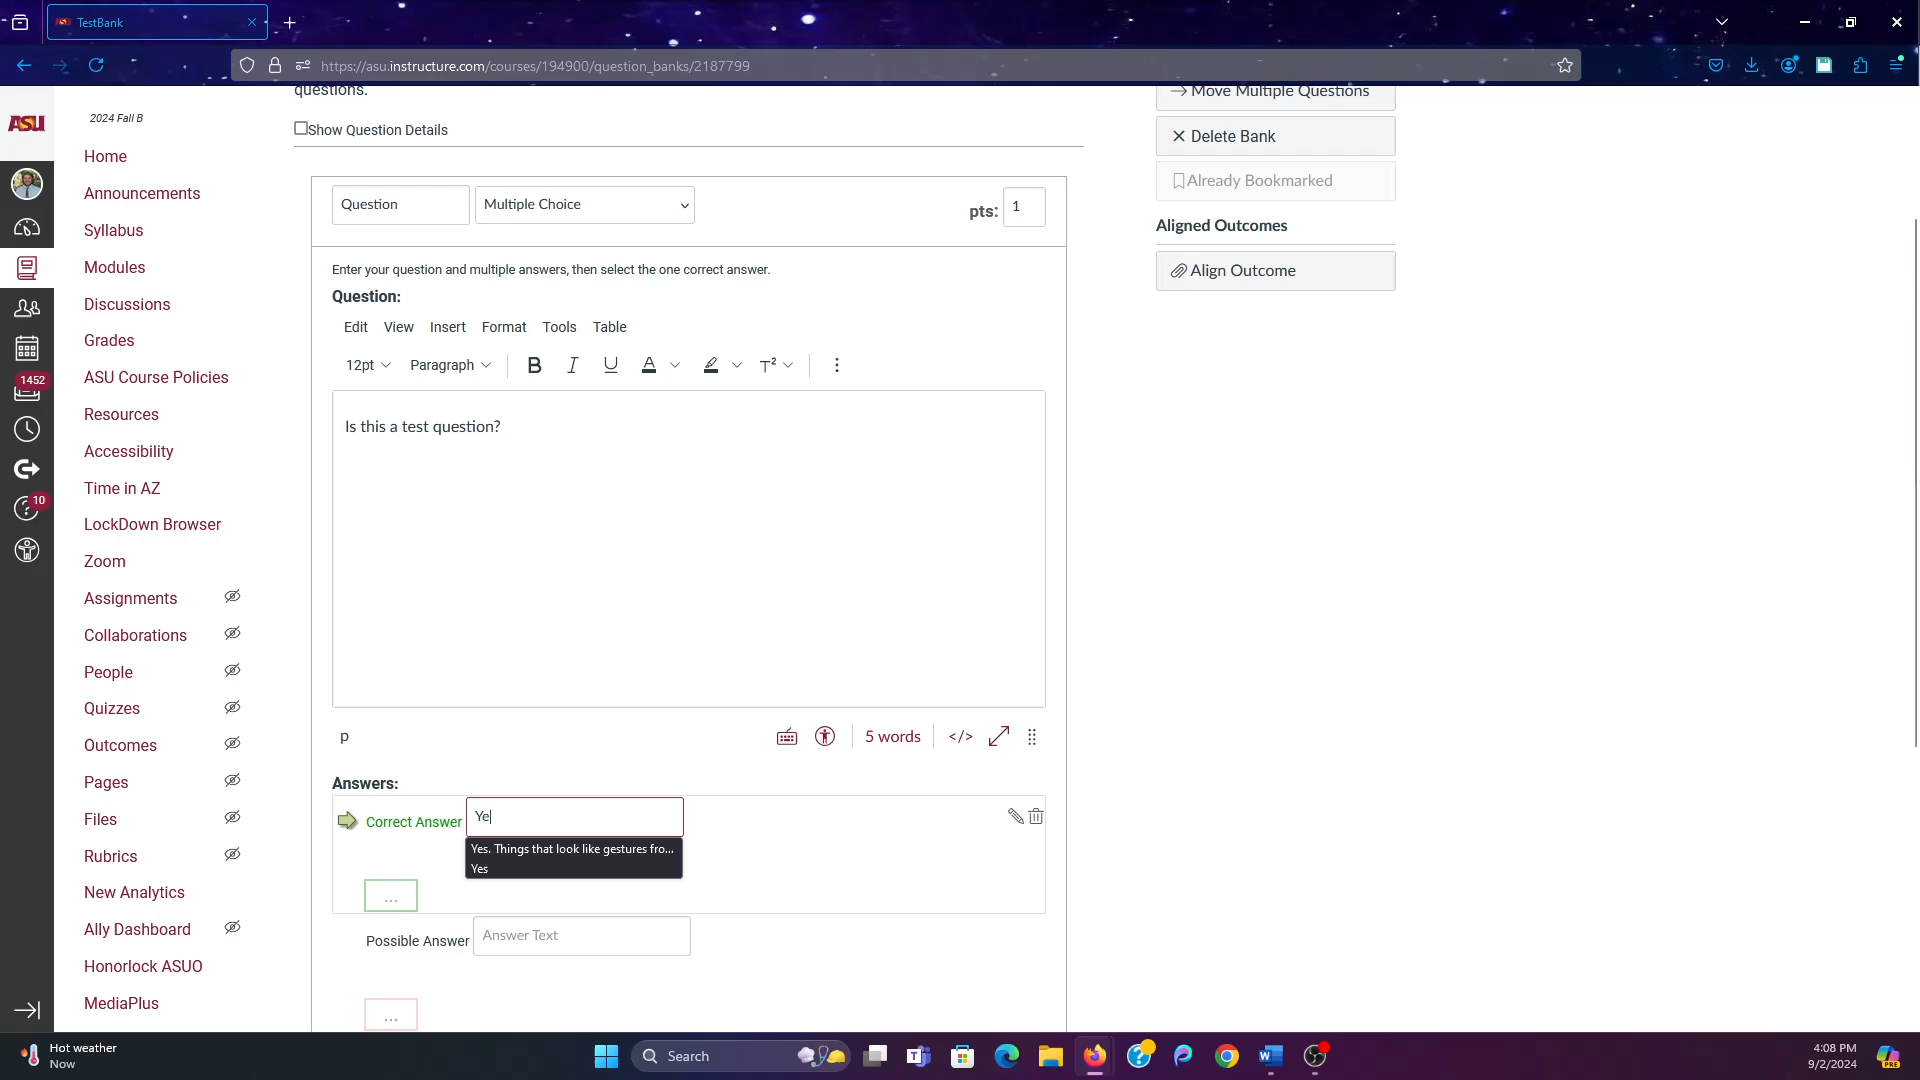 TestBank
https://asu.instructure.com/courses/194900/question_banks/2187799
ASU
1452
10
2024 Fall B
Home
Announcements
Syllabus
Modules
Discussions
Grades
ASU Course Policies
Resources
Accessibility
Time in AZ
LockDown Browser
Zoom
Assignments
Collaborations
People
Quizzes
Outcomes
Pages
Files
Rubrics
New Analytics
Ally Dashboard
Honorlock ASUO
MediaPlus
questions.
Show Question Details
Question Multiple Choice pts: 1
Enter your question and multiple answers, then select the one correct answer.
Question:
Edit View Insert Format Tools Table
12pt Paragraph B I U A T²
Is this a test question?
p 5 words </>
Answers:
Correct Answer Ye
Yes. Things that look like gestures fro...
Yes
...
Possible Answer Answer Text
...
Move Multiple Questions
Delete Bank
Already Bookmarked
Aligned Outcomes
Align Outcome
Hot weather
Now
Search
4:08 PM
9/2/2024
PRE